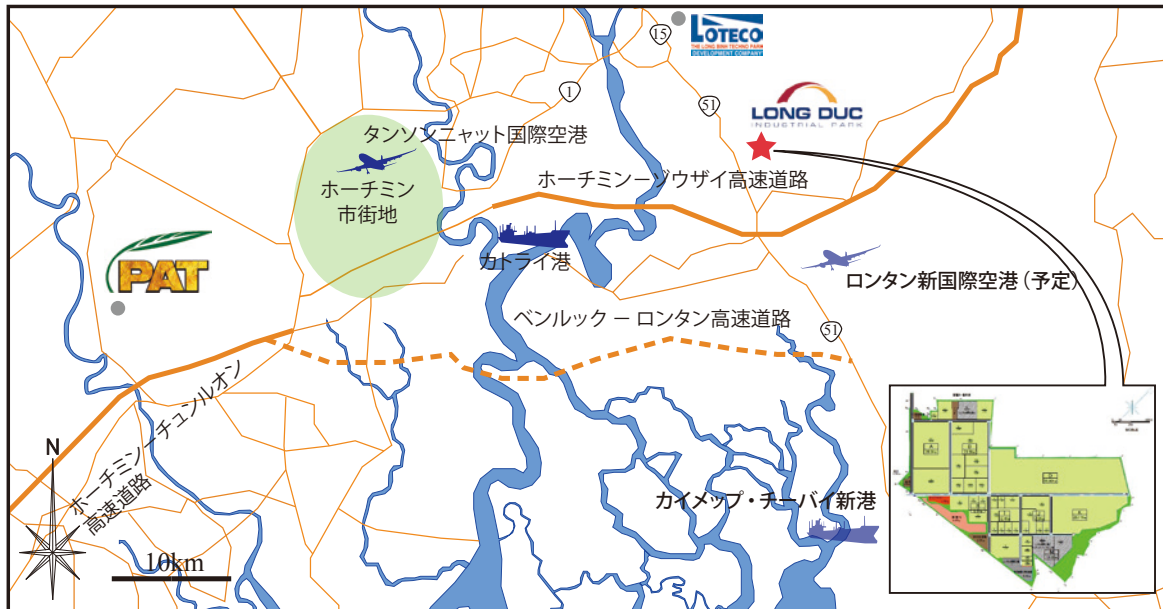 15
LOTECO
THE LONG BINH TECHNO PARK
DEVELOPMENT COMPANY
1
51
LONG DUC
INDUSTRIAL PARK
タンソンニャット国際空港
ホーチミン
市街地
ホーチミンーゾウザイ高速道路
カトライ港
PAT
ロンタン新国際空港（予定）
ベンルック ー ロンタン高速道路
51
ホーチミンーチュンルオン
高速道路
カイメップ・チーバイ新港
N
10km